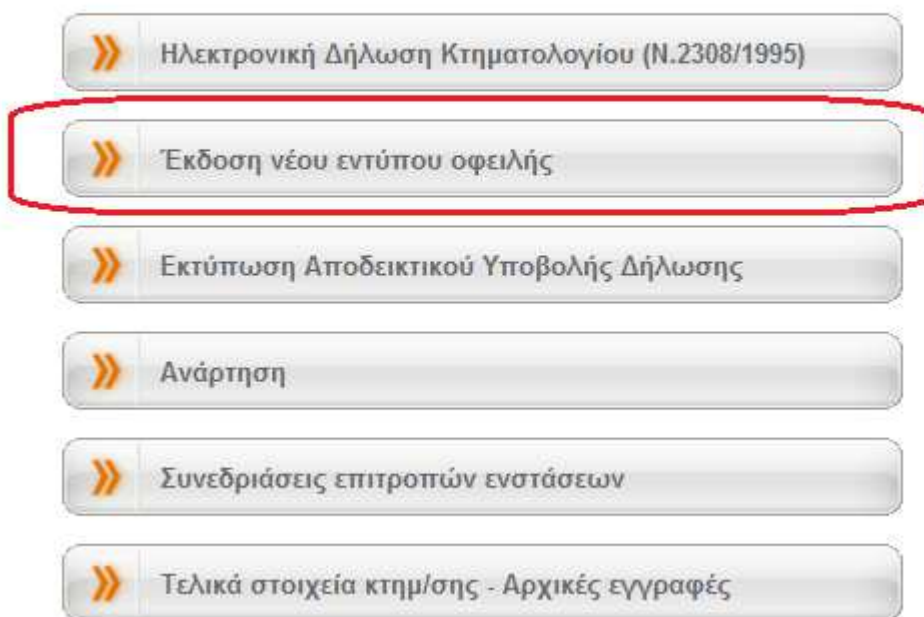 Ηλεκτρονική Δήλωση Κτηματολογίου (Ν.2308/1995)
Έκδοση νέου εντύπου οφειλής
Εκτύπωση Αποδεικτικού Υποβολής Δήλωσης
Ανάρτηση
Συνεδριάσεις επιτροπών ενστάσεων
Τελικά στοιχεία κτημ/σης - Αρχικές εγγραφές